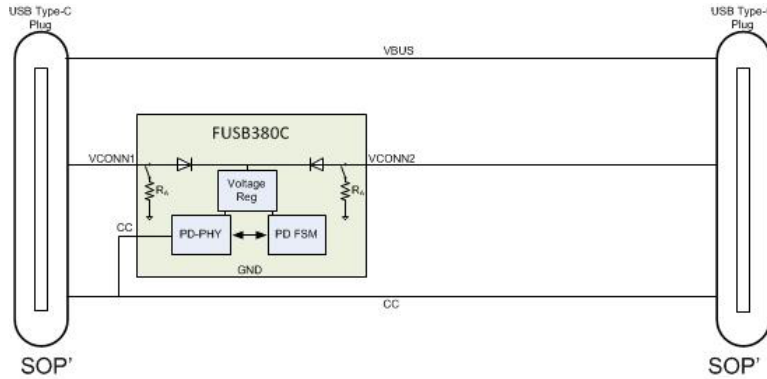 USB Type-C
Plug
USB Type-
Plug
VBUS
FUSB380C
VCONN1
VCONN2
RA
Voltage
Reg
RA
CC
PD-PHY
PD FSM
GND
CC
SOP'
SOP'